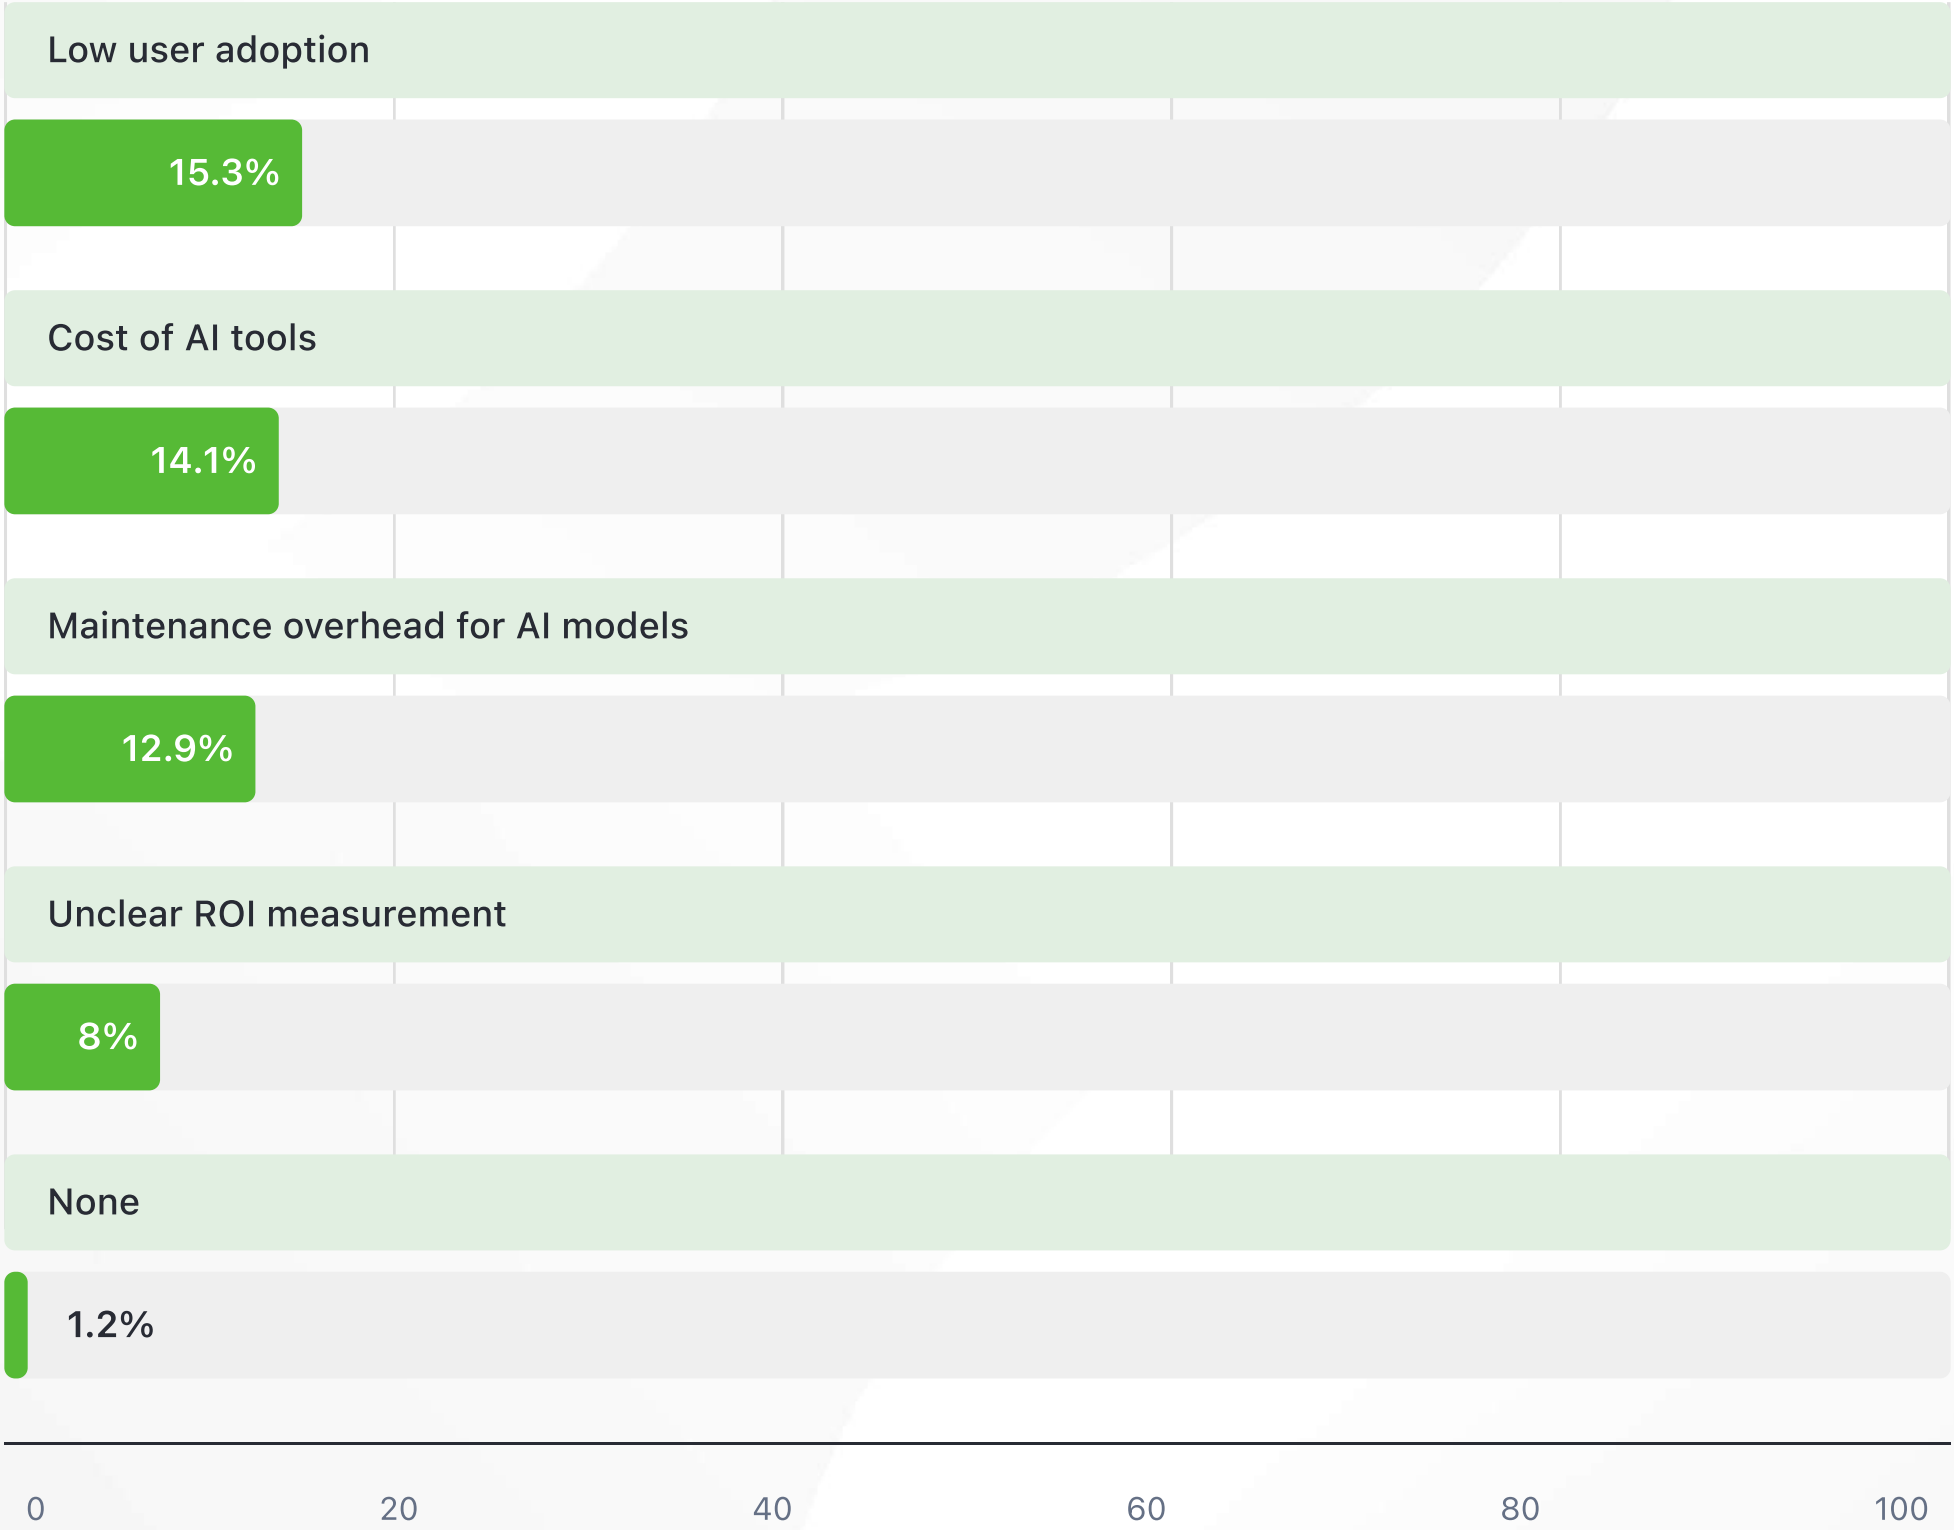 Low user adoption
15.3%
Cost of AI tools
14.1%
Maintenance overhead for AI models
12.9%
Unclear ROI measurement
8%
None
1.2%
0 20 40 60 80 100